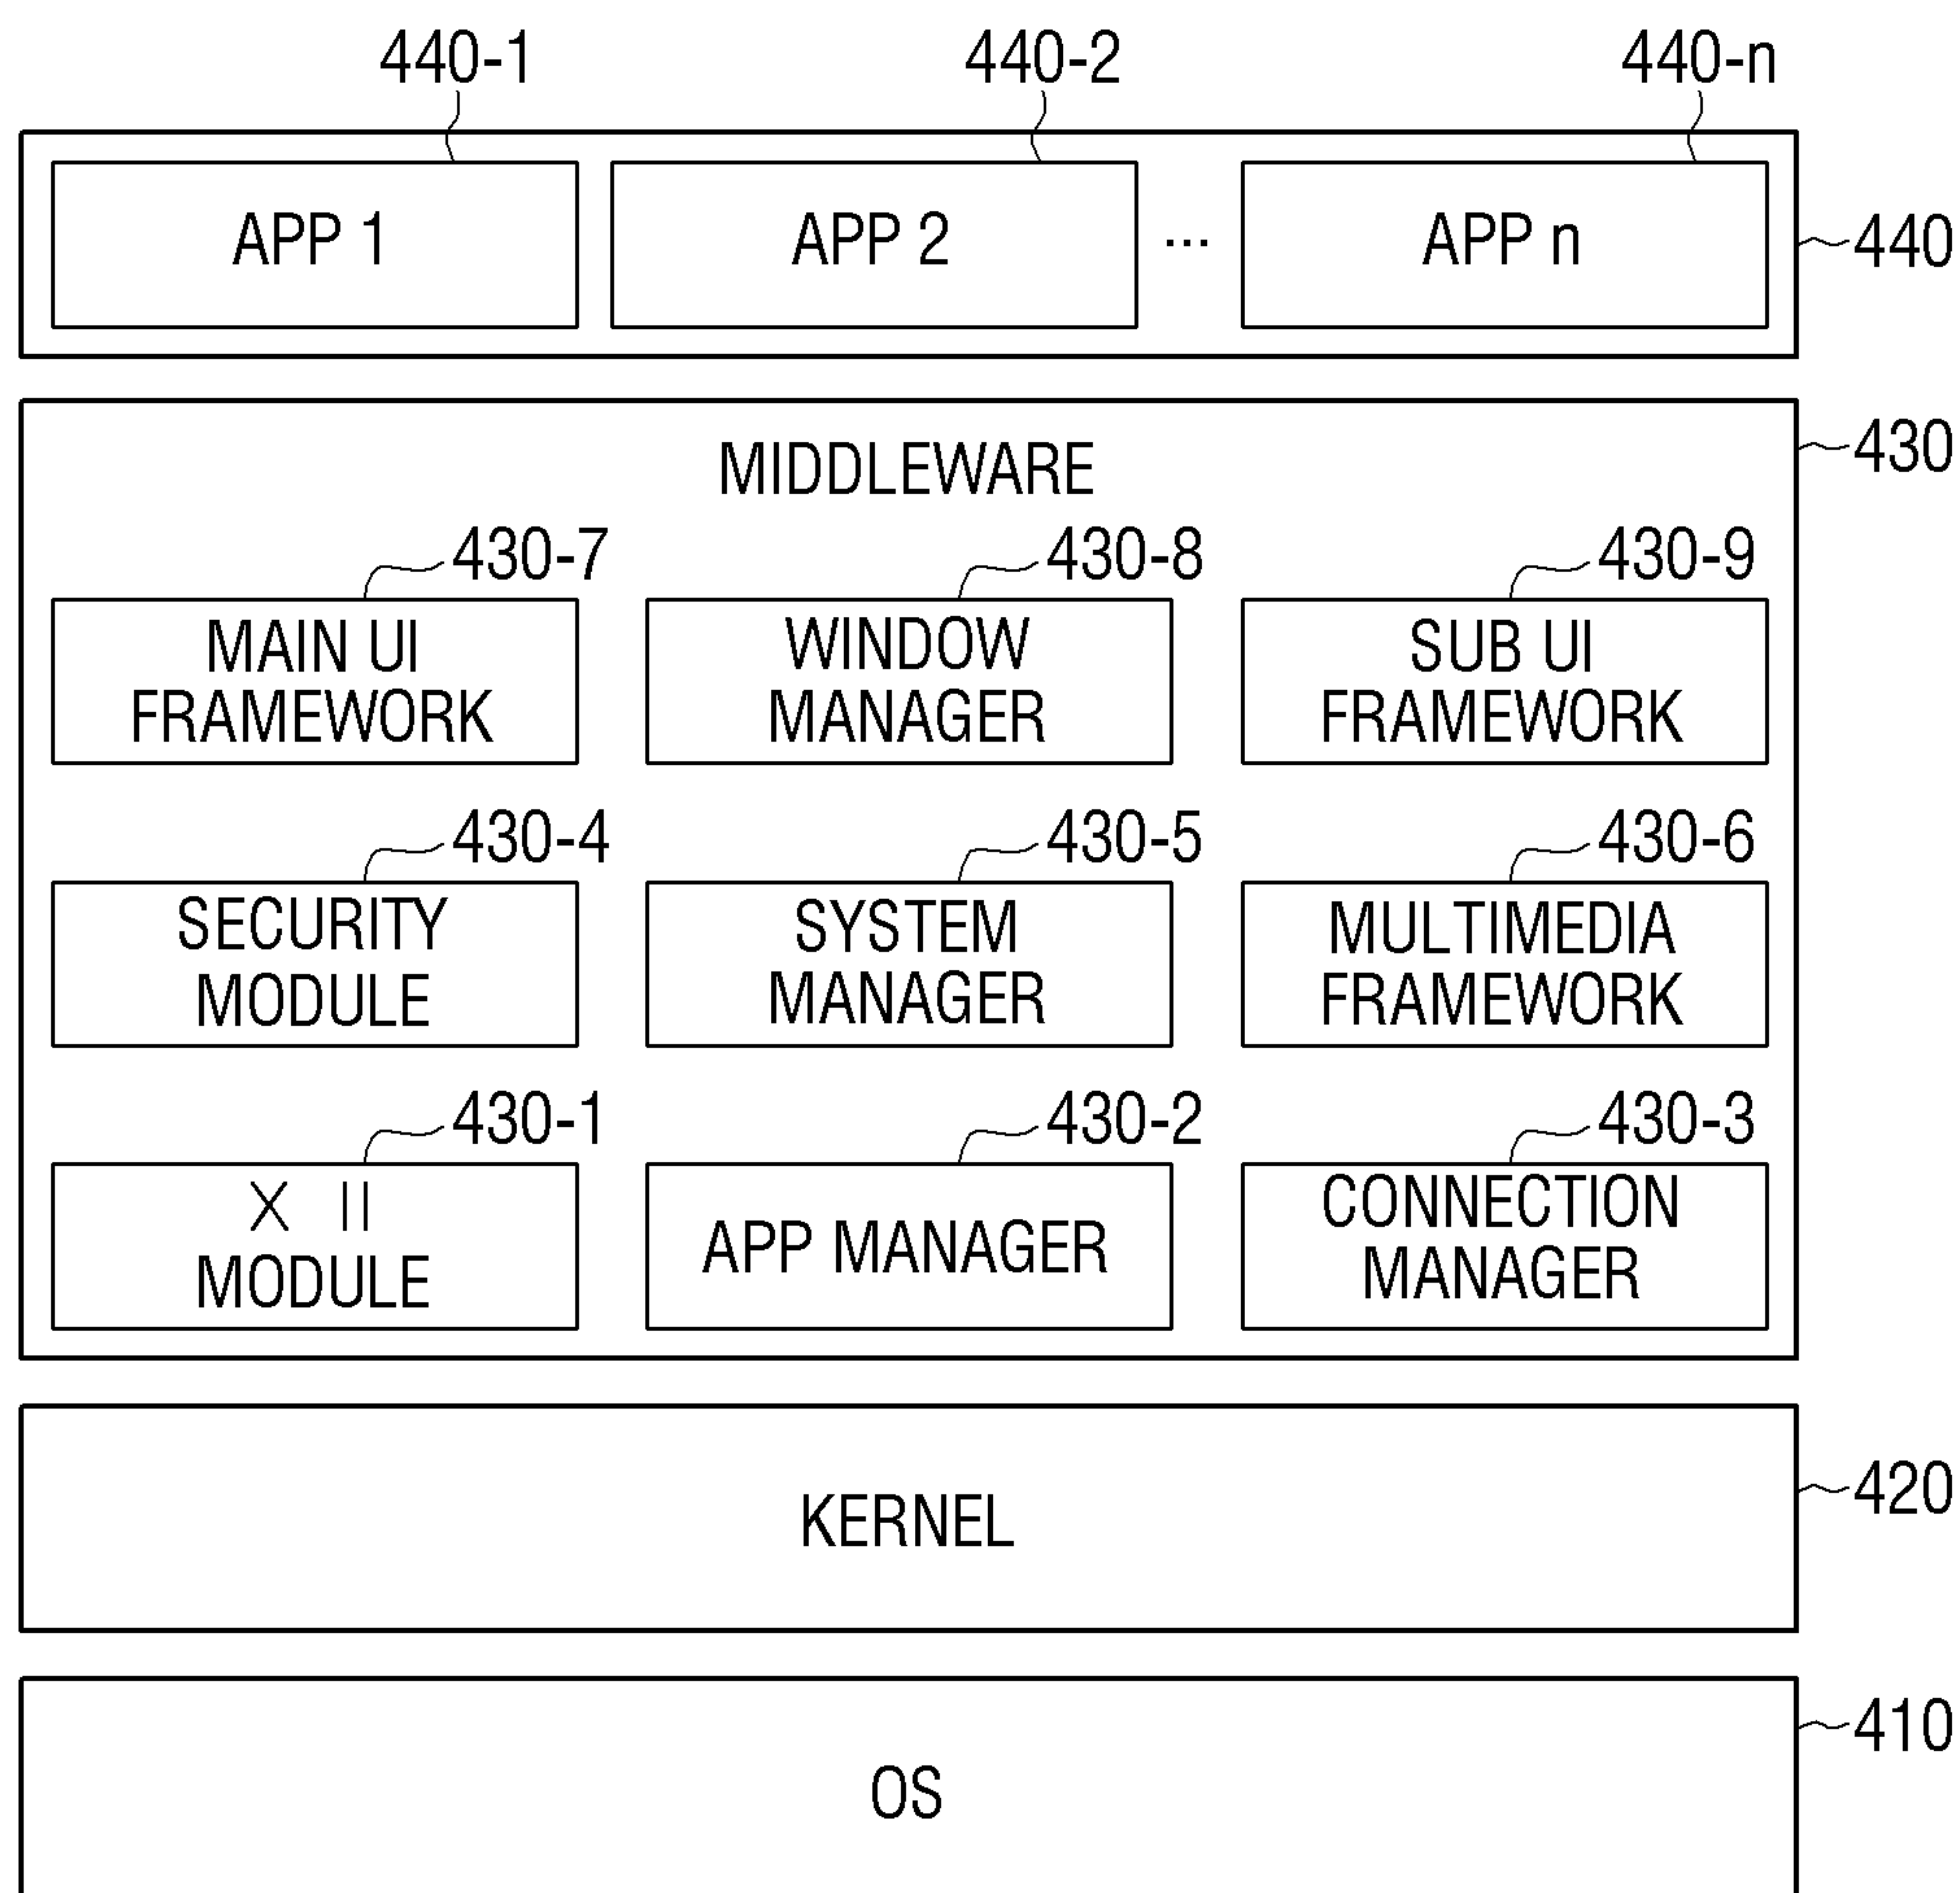 440-1 440-2 440-n
APP 1 APP 2 ... APP n 440
430
MIDDLEWARE
430-7 430-8 430-9
MAIN UI FRAMEWORK
WINDOW MANAGER
SUB UI FRAMEWORK
430-4 430-5 430-6
SECURITY MODULE
SYSTEM MANAGER
MULTIMEDIA FRAMEWORK
430-1 430-2 430-3
X II MODULE
APP MANAGER
CONNECTION MANAGER
KERNEL 420
410
OS